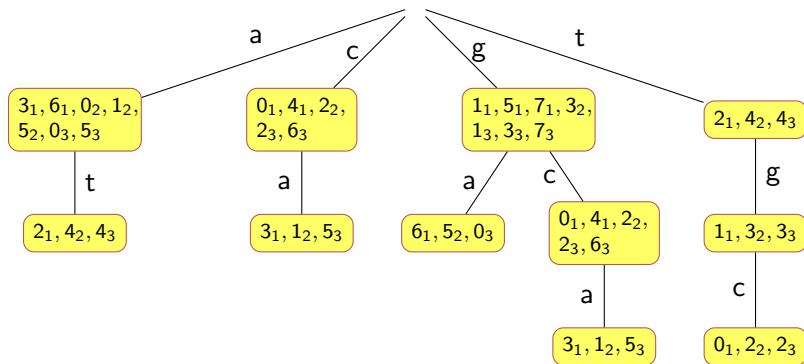 a
c
g
t
3₁, 6₁, 0₂, 1₂,
5₂, 0₃, 5₃
0₁, 4₁, 2₂,
2₃, 6₃
1₁, 5₁, 7₁, 3₂,
1₃, 3₃, 7₃
2₁, 4₂, 4₃
t
a
a
c
g
2₁, 4₂, 4₃
3₁, 1₂, 5₃
6₁, 5₂, 0₃
0₁, 4₁, 2₂,
2₃, 6₃
1₁, 3₂, 3₃
a
c
3₁, 1₂, 5₃
0₁, 2₂, 2₃